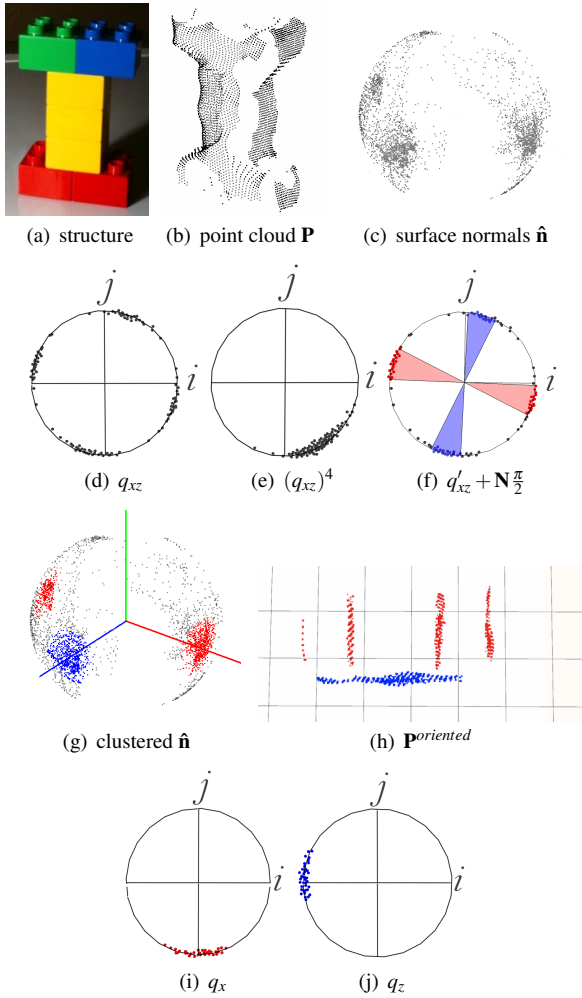 (a) structure
(b) point cloud P
(c) surface normals n̂
j
i
j
i
j
i
(d) q_xz
(e) (q_xz)^4
(f) q'_xz + N π/2
(g) clustered n̂
(h) P^oriented
j
i
j
i
(i) q_x
(j) q_z